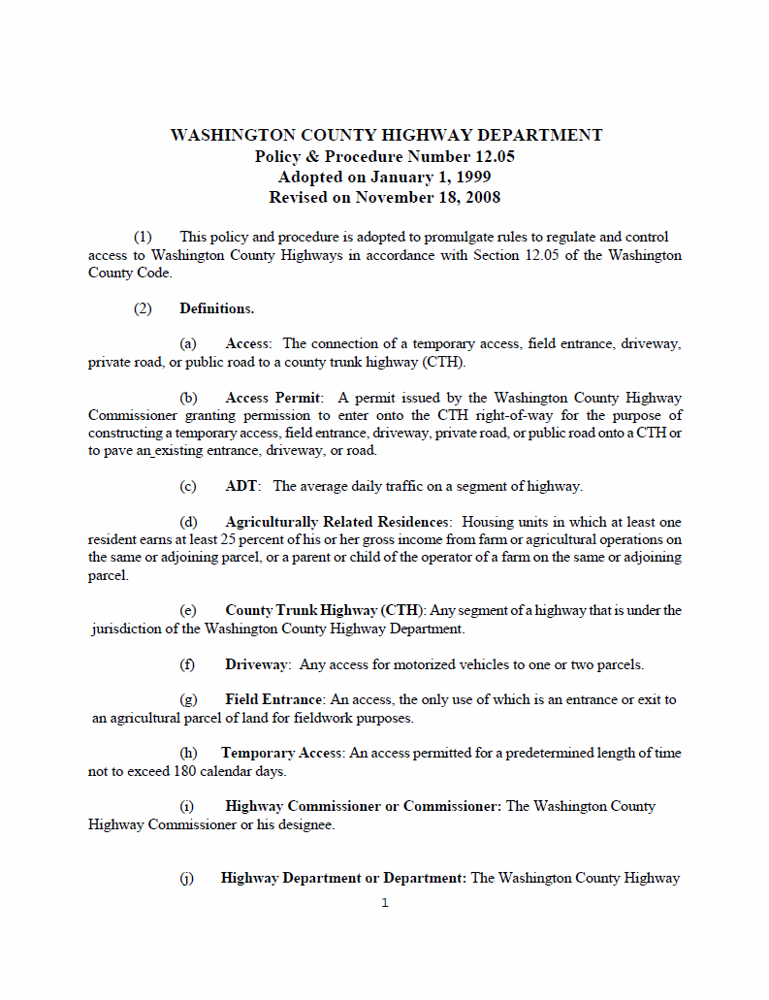 WASHINGTON COUNTY HIGHWAY DEPARTMENT
Policy & Procedure Number 12.05
Adopted on January 1, 1999
Revised on November 18, 2008
(1) This policy and procedure is adopted to promulgate rules to regulate and control
access to Washington County Highways in accordance with Section 12.05 of the Washington
County Code.
(2) Definitions.
(a) Access: The connection of a temporary access, field entrance, driveway,
private road, or public road to a county trunk highway (CTH).
(b) Access Permit: A permit issued by the Washington County Highway
Commissioner granting permission to enter onto the CTH right-of-way for the purpose of
constructing a temporary access, field entrance, driveway, private road, or public road onto a CTH or
to pave an existing entrance, driveway, or road.
(c) ADT: The average daily traffic on a segment of highway.
(d) Agriculturally Related Residences: Housing units in which at least one
resident earns at least 25 percent of his or her gross income from farm or agricultural operations on
the same or adjoining parcel, or a parent or child of the operator of a farm on the same or adjoining
parcel.
(e) County Trunk Highway (CTH): Any segment of a highway that is under the
jurisdiction of the Washington County Highway Department.
(f) Driveway: Any access for motorized vehicles to one or two parcels.
(g) Field Entrance: An access, the only use of which is an entrance or exit to
an agricultural parcel of land for fieldwork purposes.
(h) Temporary Access: An access permitted for a predetermined length of time
not to exceed 180 calendar days.
(i) Highway Commissioner or Commissioner: The Washington County
Highway Commissioner or his designee.
(j) Highway Department or Department: The Washington County Highway
1